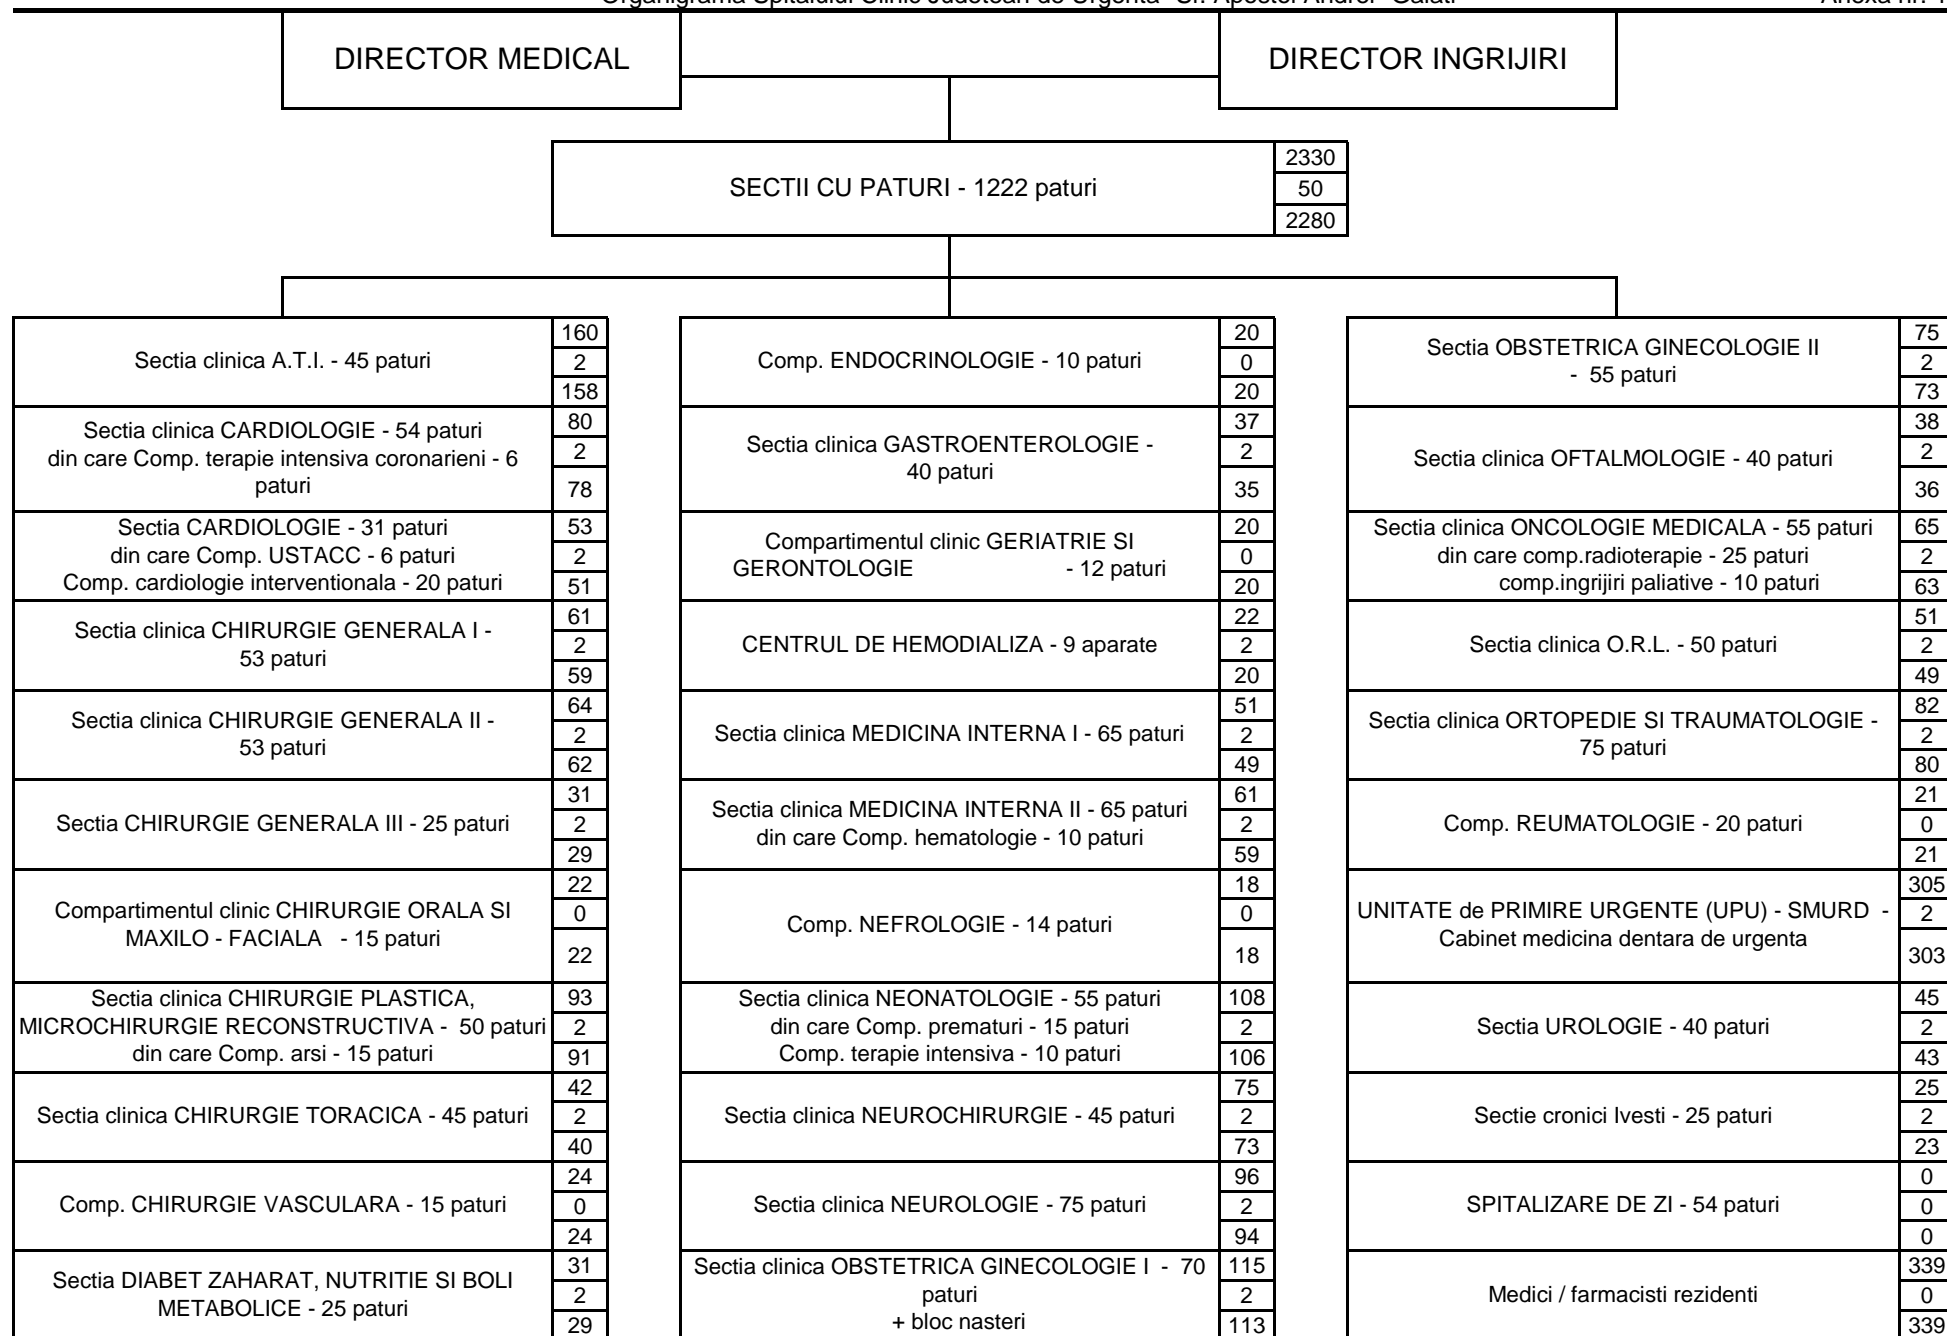 Organigrama Spitalului Clinic Judetean de Urgenta "Sf. Apostol Andrei" Galati
Anexa nr. 1
DIRECTOR MEDICAL
DIRECTOR INGRIJIRI
SECTII CU PATURI - 1222 paturi
2330
50
2280
Sectia clinica A.T.I. - 45 paturi
160
2
158
Sectia clinica CARDIOLOGIE - 54 paturi
din care Comp. terapie intensiva coronarieni - 6
paturi
80
2
78
Sectia CARDIOLOGIE - 31 paturi
din care Comp. USTACC - 6 paturi
Comp. cardiologie interventionala - 20 paturi
53
2
51
Sectia clinica CHIRURGIE GENERALA I -
53 paturi
61
2
59
Sectia clinica CHIRURGIE GENERALA II -
53 paturi
64
2
62
Sectia CHIRURGIE GENERALA III - 25 paturi
31
2
29
Compartimentul clinic CHIRURGIE ORALA SI
MAXILO - FACIALA - 15 paturi
22
0
22
Sectia clinica CHIRURGIE PLASTICA,
MICROCHIRURGIE RECONSTRUCTIVA - 50 paturi
din care Comp. arsi - 15 paturi
93
2
91
Sectia clinica CHIRURGIE TORACICA - 45 paturi
42
2
40
Comp. CHIRURGIE VASCULARA - 15 paturi
24
0
24
Sectia DIABET ZAHARAT, NUTRITIE SI BOLI
METABOLICE - 25 paturi
31
2
29
Comp. ENDOCRINOLOGIE - 10 paturi
20
0
20
Sectia clinica GASTROENTEROLOGIE -
40 paturi
37
2
35
Compartimentul clinic GERIATRIE SI
GERONTOLOGIE - 12 paturi
20
0
20
CENTRUL DE HEMODIALIZA - 9 aparate
22
2
20
Sectia clinica MEDICINA INTERNA I - 65 paturi
51
2
49
Sectia clinica MEDICINA INTERNA II - 65 paturi
din care Comp. hematologie - 10 paturi
61
2
59
Comp. NEFROLOGIE - 14 paturi
18
0
18
Sectia clinica NEONATOLOGIE - 55 paturi
din care Comp. prematuri - 15 paturi
Comp. terapie intensiva - 10 paturi
108
2
106
Sectia clinica NEUROCHIRURGIE - 45 paturi
75
2
73
Sectia clinica NEUROLOGIE - 75 paturi
96
2
94
Sectia clinica OBSTETRICA GINECOLOGIE I - 70
paturi
+ bloc nasteri
115
2
113
Sectia OBSTETRICA GINECOLOGIE II
- 55 paturi
75
2
73
Sectia clinica OFTALMOLOGIE - 40 paturi
38
2
36
Sectia clinica ONCOLOGIE MEDICALA - 55 paturi
din care comp.radioterapie - 25 paturi
comp.ingrijiri paliative - 10 paturi
65
2
63
Sectia clinica O.R.L. - 50 paturi
51
2
49
Sectia clinica ORTOPEDIE SI TRAUMATOLOGIE -
75 paturi
82
2
80
Comp. REUMATOLOGIE - 20 paturi
21
0
21
UNITATE de PRIMIRE URGENTE (UPU) - SMURD -
Cabinet medicina dentara de urgenta
305
2
303
Sectia UROLOGIE - 40 paturi
45
2
43
Sectie cronici Ivesti - 25 paturi
25
2
23
SPITALIZARE DE ZI - 54 paturi
0
0
0
Medici / farmacisti rezidenti
339
0
339